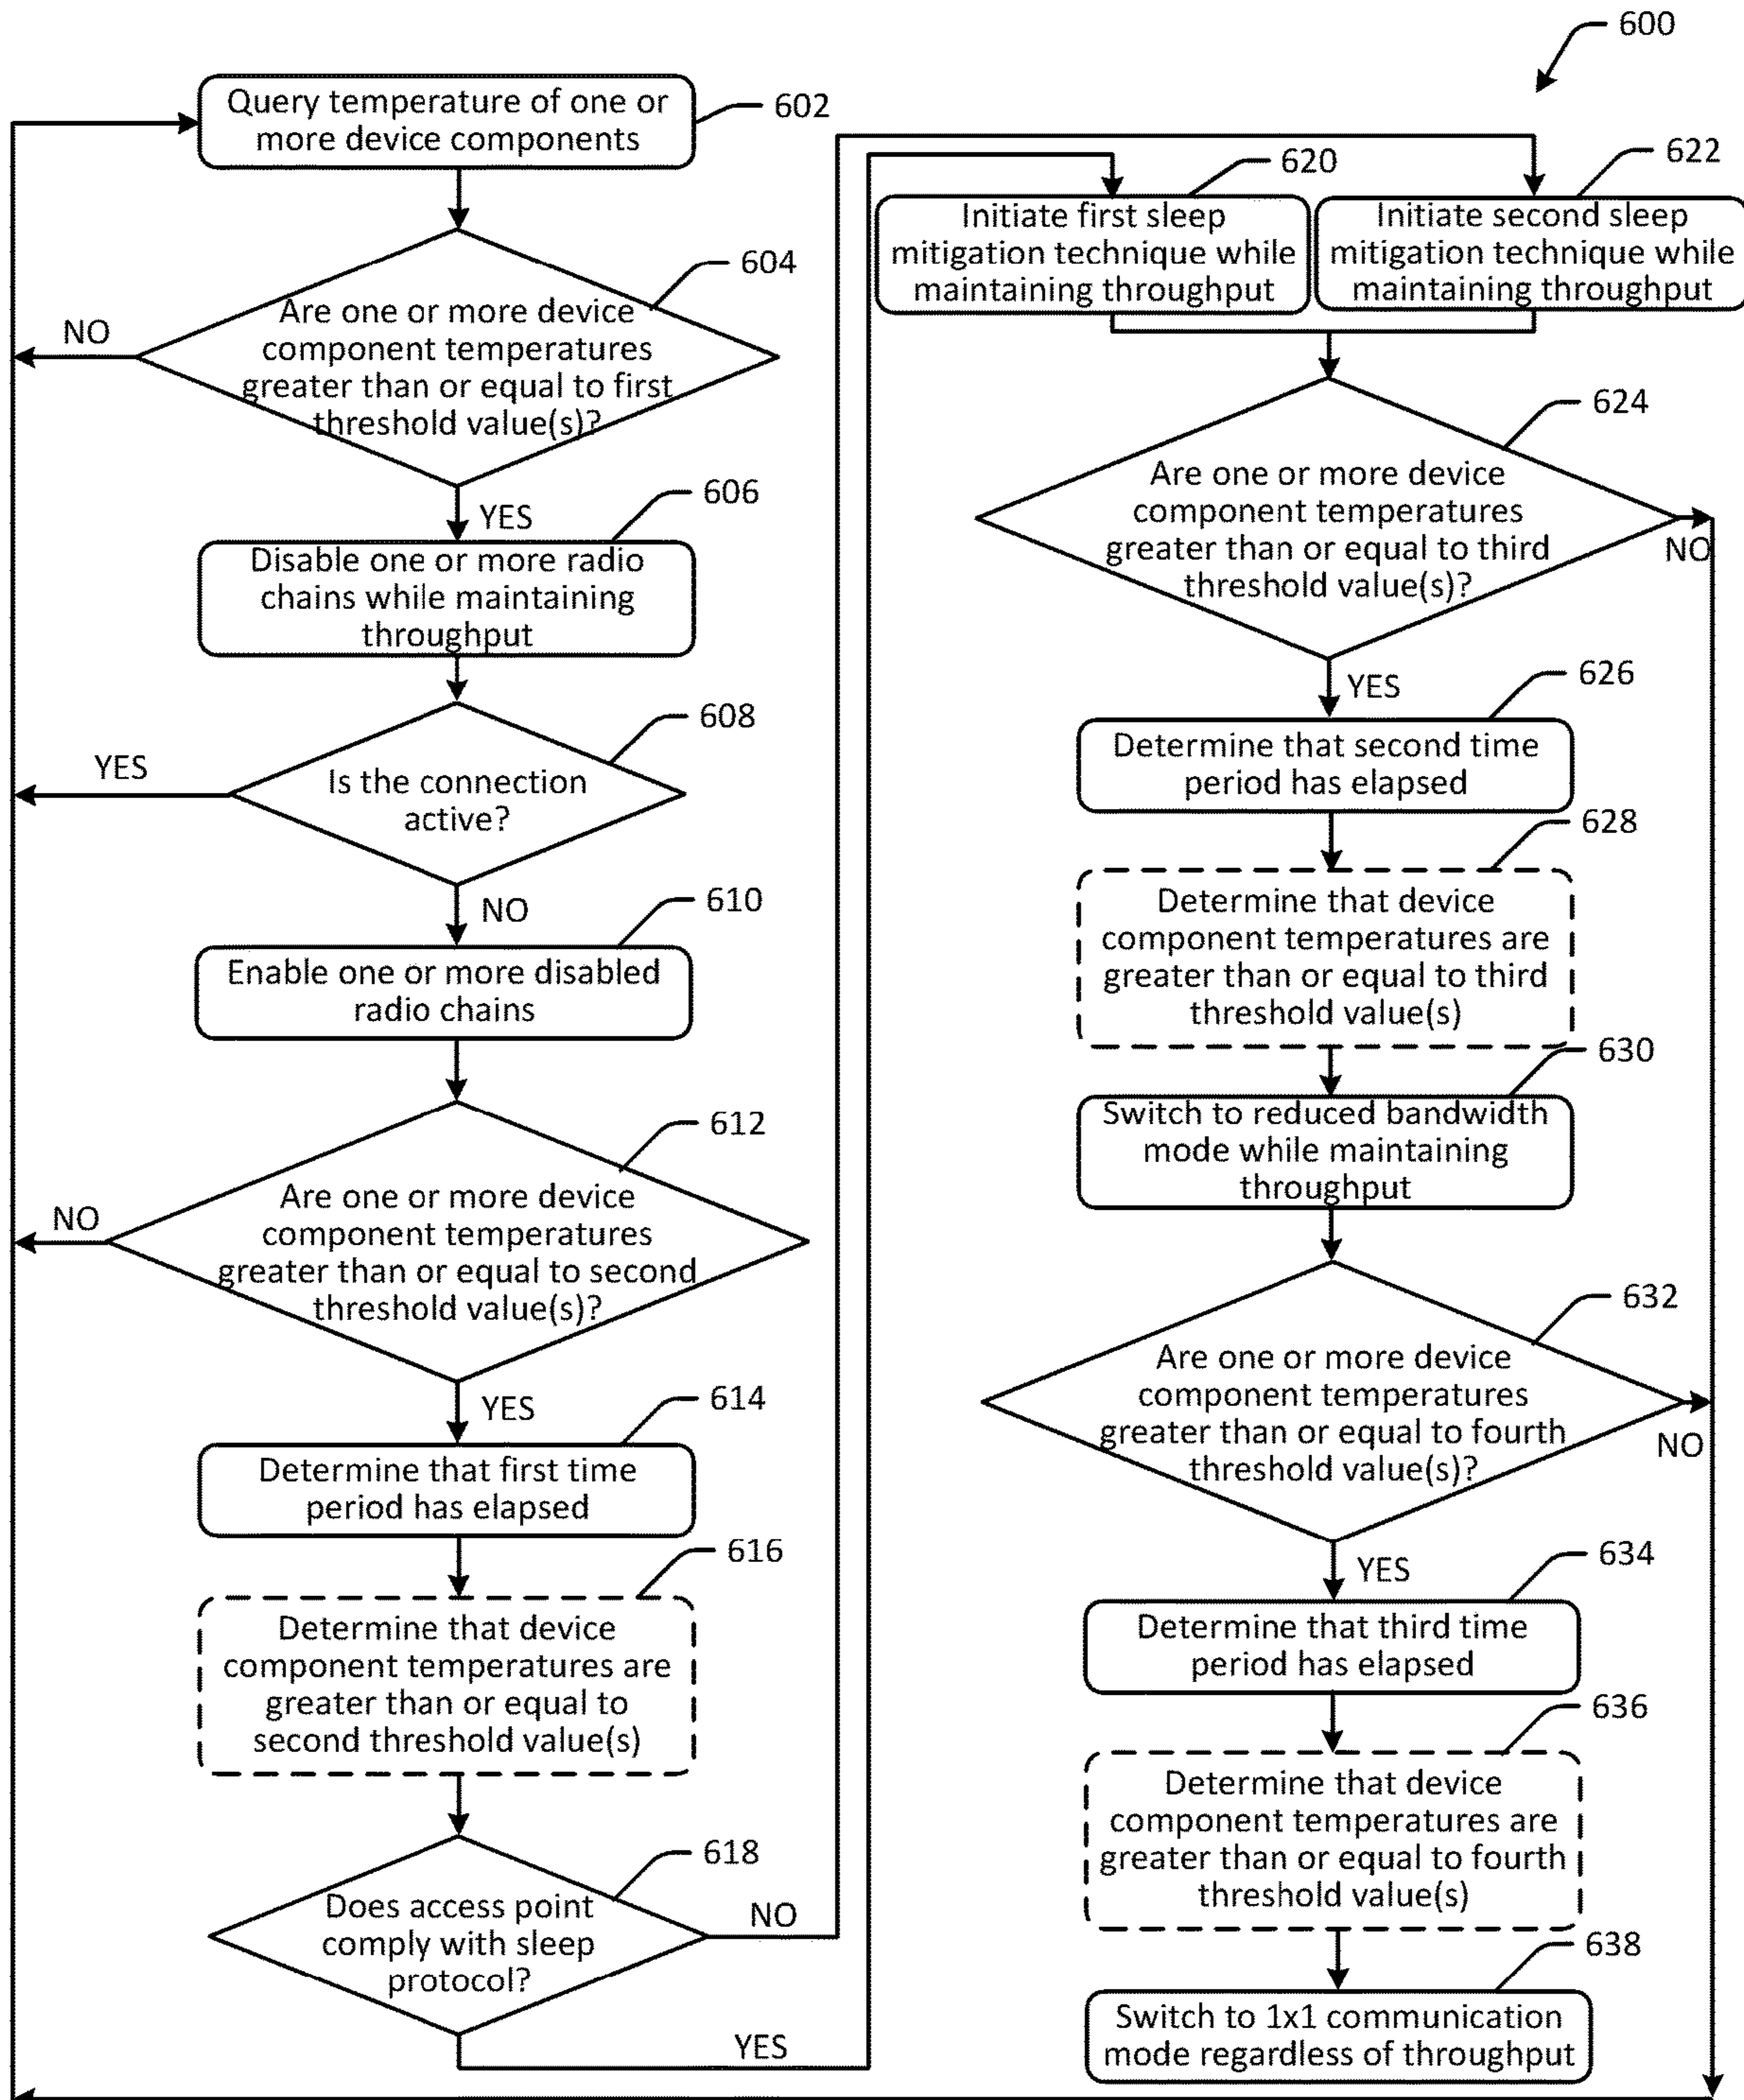 600
Query temperature of one or
more device components
602
604
Are one or more device
component temperatures
greater than or equal to first
threshold value(s)?
NO
YES
606
Disable one or more radio
chains while maintaining
throughput
608
YES
Is the connection
active?
NO
610
Enable one or more disabled
radio chains
612
Are one or more device
component temperatures
greater than or equal to second
threshold value(s)?
NO
YES
614
Determine that first time
period has elapsed
616
Determine that device
component temperatures are
greater than or equal to
second threshold value(s)
618
Does access point
comply with sleep
protocol?
NO
YES
620
Initiate first sleep
mitigation technique while
maintaining throughput
622
Initiate second sleep
mitigation technique while
maintaining throughput
624
Are one or more device
component temperatures
greater than or equal to third
threshold value(s)?
NO
YES
626
Determine that second time
period has elapsed
628
Determine that device
component temperatures are
greater than or equal to third
threshold value(s)
630
Switch to reduced bandwidth
mode while maintaining
throughput
632
Are one or more device
component temperatures
greater than or equal to fourth
threshold value(s)?
NO
YES
634
Determine that third time
period has elapsed
636
Determine that device
component temperatures are
greater than or equal to fourth
threshold value(s)
638
Switch to 1x1 communication
mode regardless of throughput